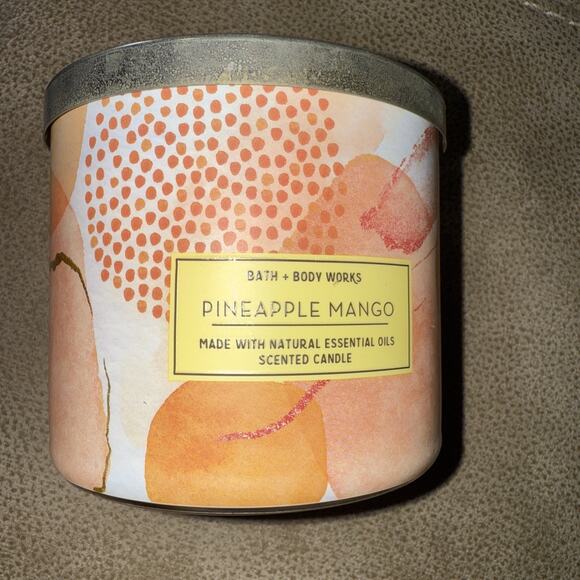 BATH + BODY WORKS
PINEAPPLE MANGO
MADE WITH NATURAL ESSENTIAL OILS
SCENTED CANDLE